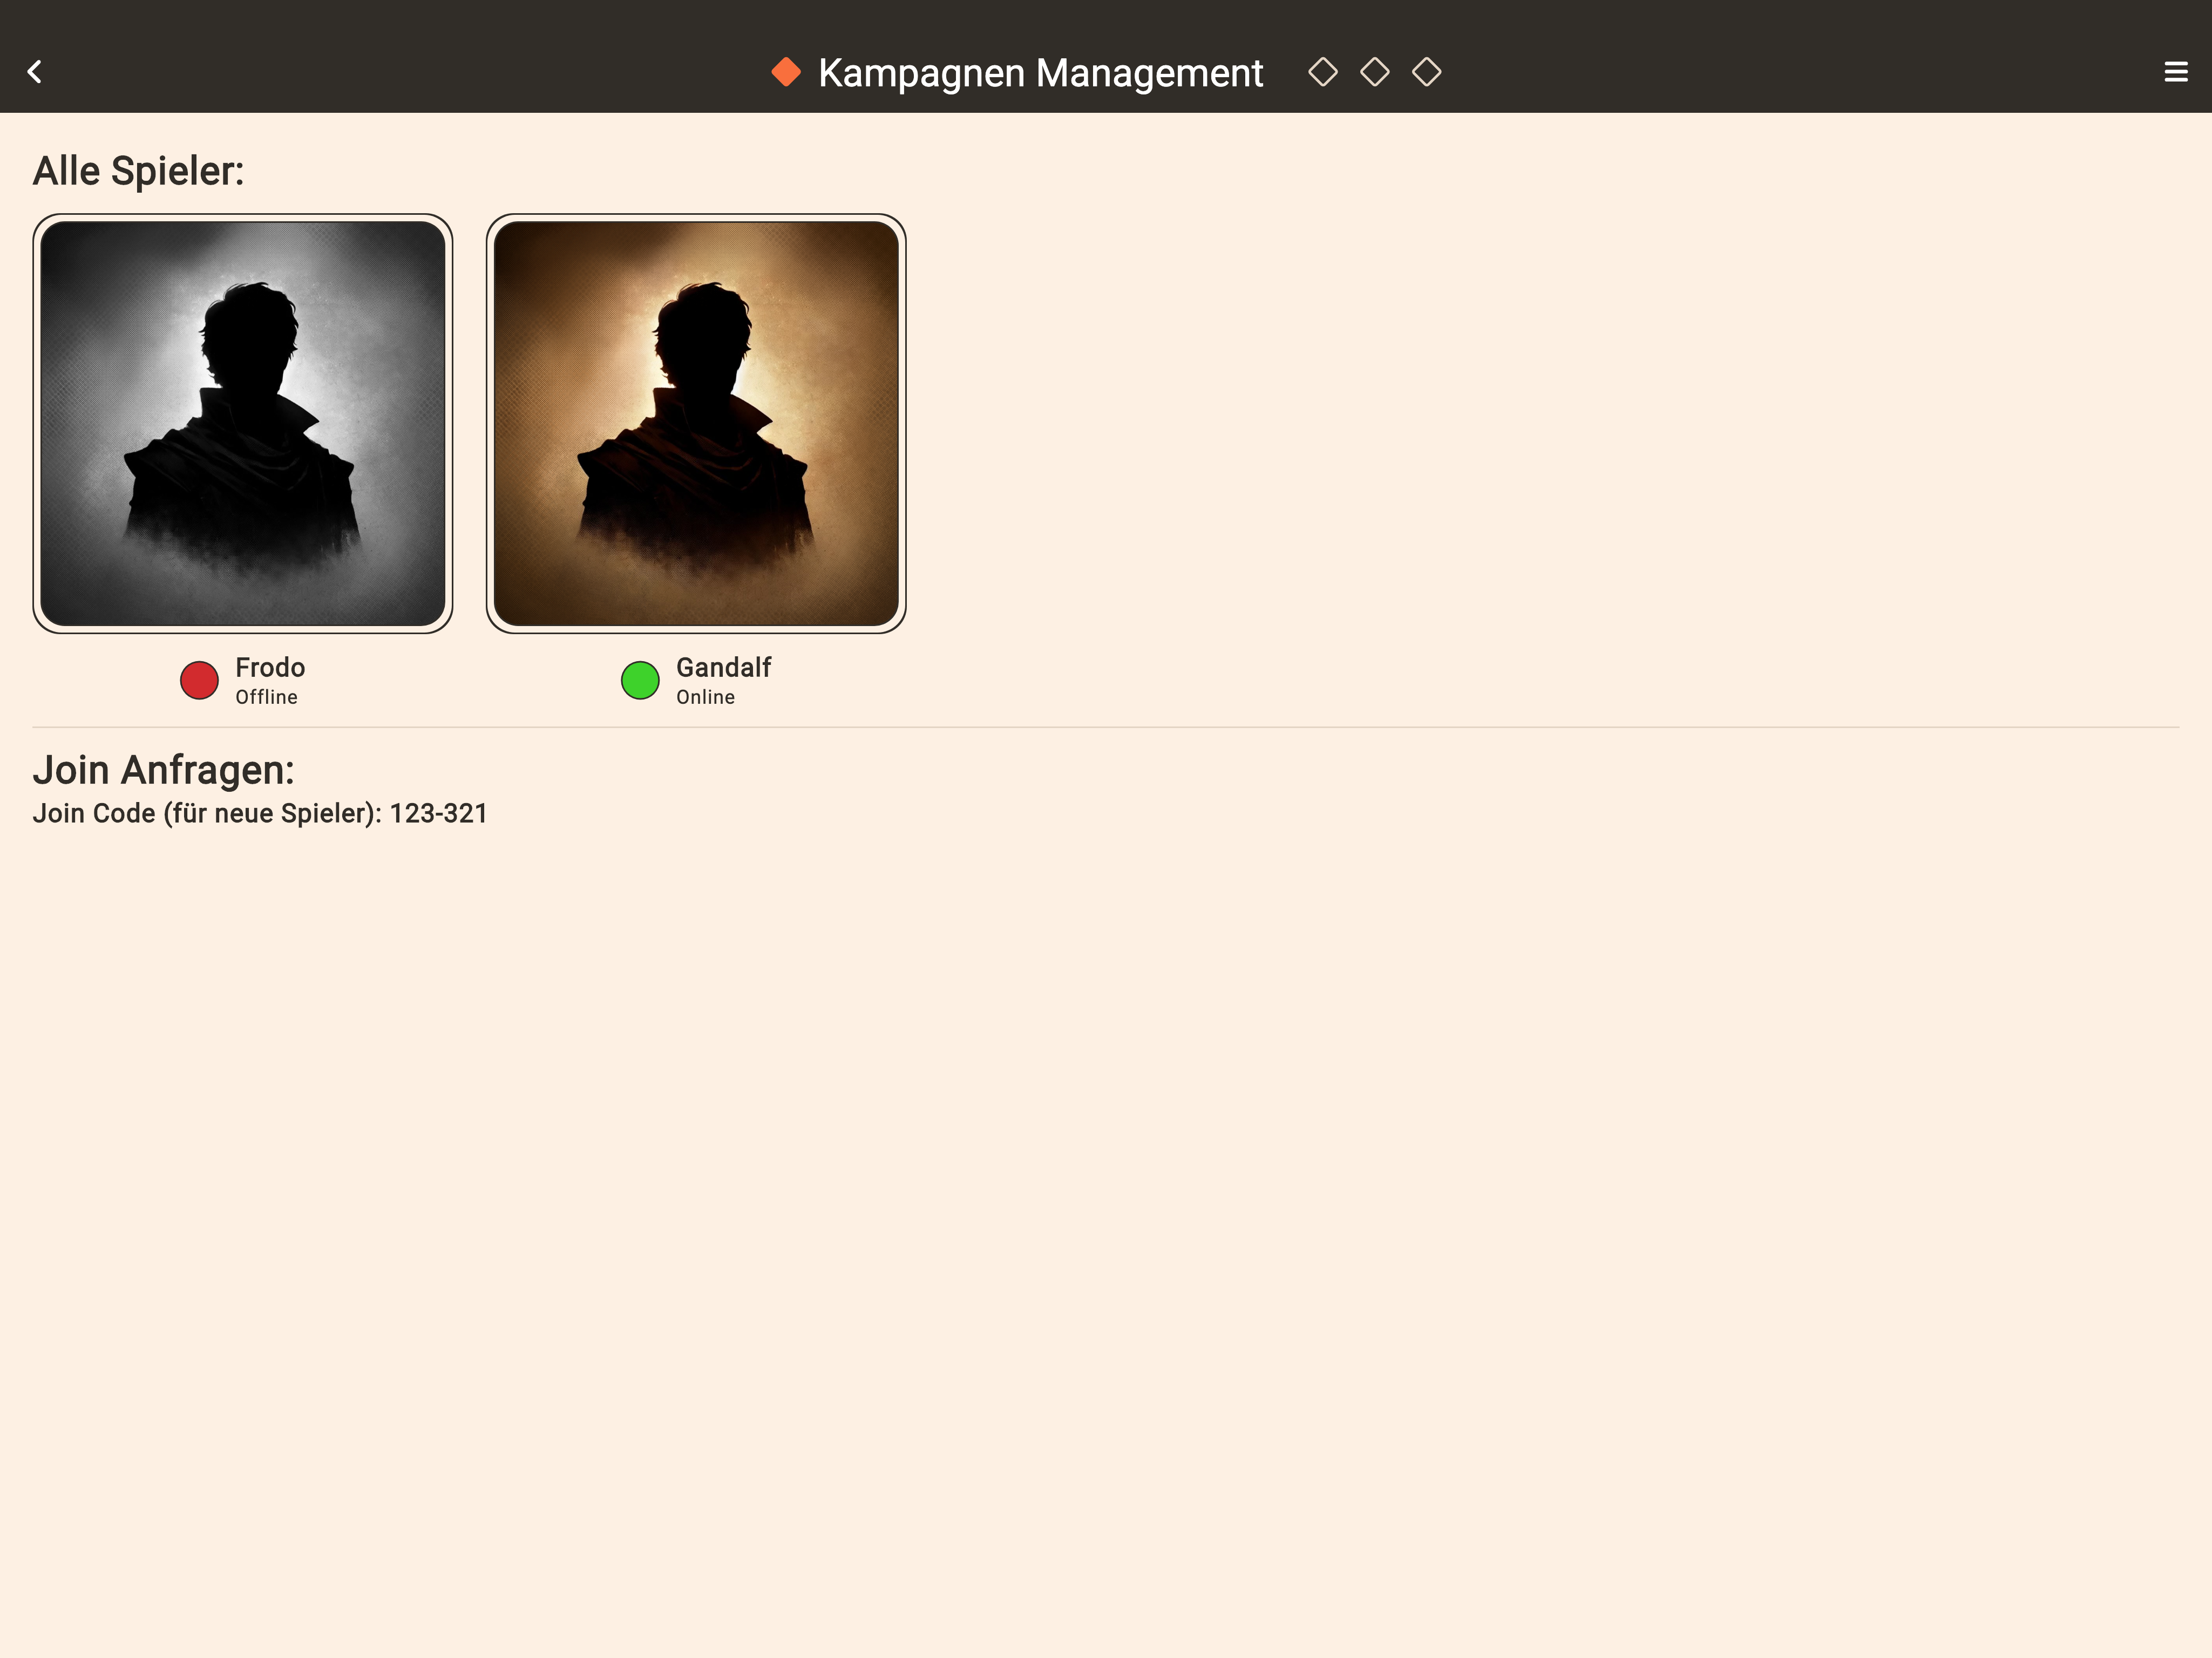 Kampagnen Management
Alle Spieler:
Frodo
Offline
Gandalf
Online
Join Anfragen:
Join Code (für neue Spieler): 123-321